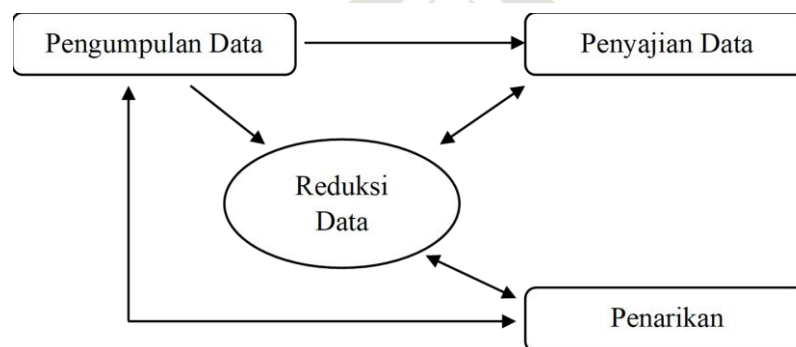 Pengumpulan Data
Penyajian Data
Reduksi
Data
Penarikan